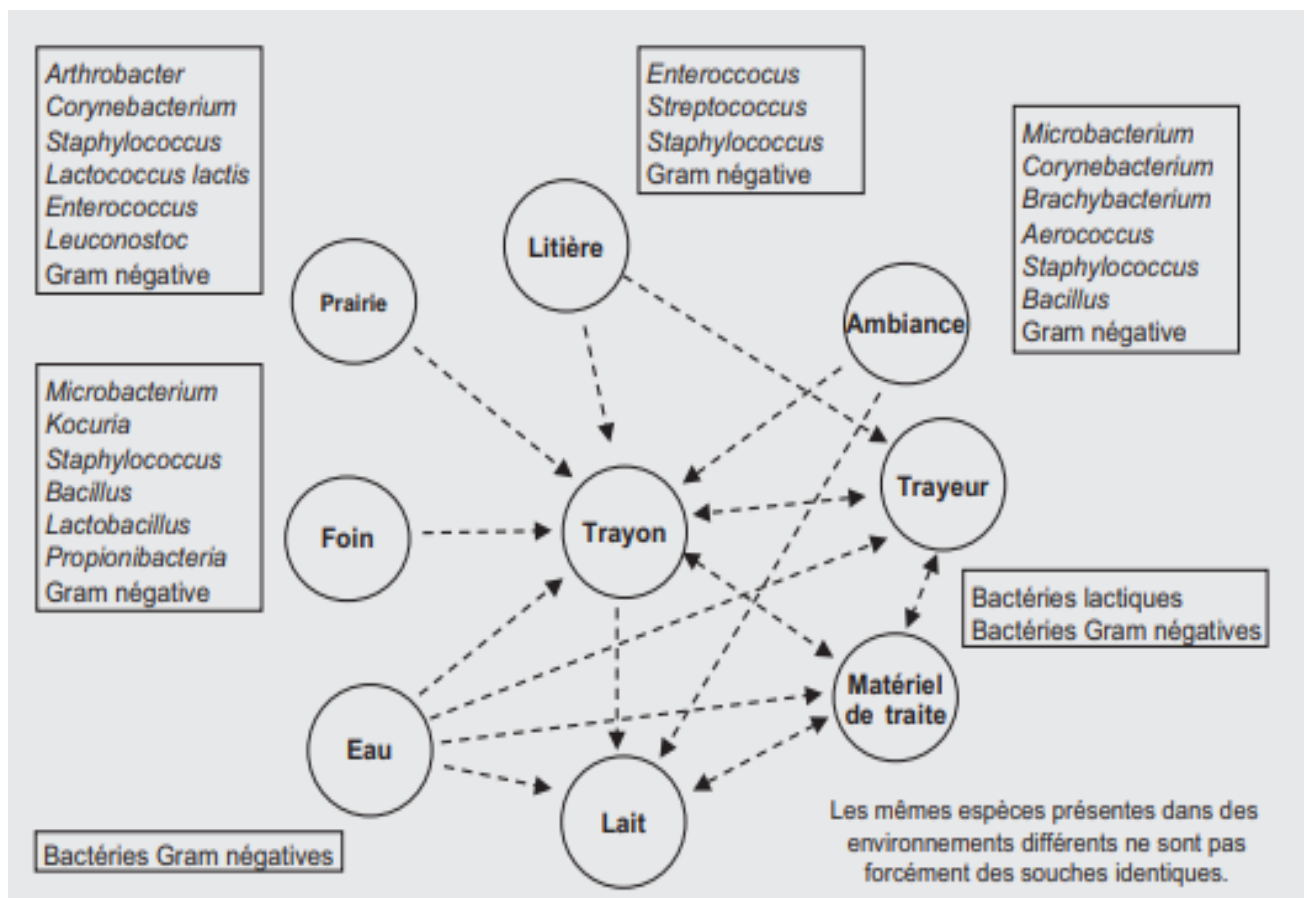 Arthrobacter
Corynebacterium
Staphylococcus
Lactococcus lactis
Enterococcus
Leuconostoc
Gram négative
Enteroccocus
Streptococcus
Staphylococcus
Gram négative
Microbacterium
Corynebacterium
Brachybacterium
Aerococcus
Staphylococcus
Bacillus
Gram négative
Litière
Prairie
Ambiance
Microbacterium
Kocuria
Staphylococcus
Bacillus
Lactobacillus
Propionibacteria
Gram négative
Foin
Trayon
Trayeur
Bactéries lactiques
Bactéries Gram négatives
Matériel
de traite
Eau
Lait
Bactéries Gram négatives
Les mêmes espèces présentes dans des
environnements différents ne sont pas
forcément des souches identiques.